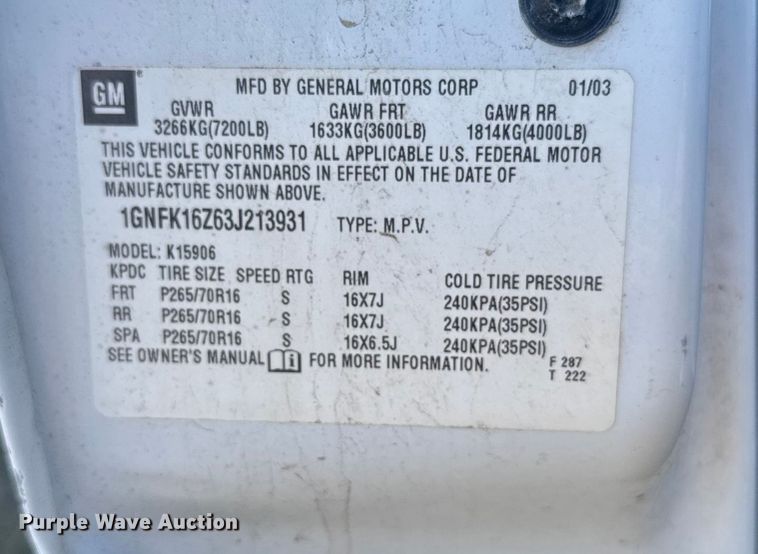 GM ® MFD BY GENERAL MOTORS CORP 01/03
GVWR GAWR FRT GAWR RR
3266KG(7200LB) 1633KG(3600LB) 1814KG(4000LB)
THIS VEHICLE CONFORMS TO ALL APPLICABLE U.S. FEDERAL MOTOR
VEHICLE SAFETY STANDARDS IN EFFECT ON THE DATE OF
MANUFACTURE SHOWN ABOVE.
1GNFK16Z63J213931 TYPE: M.P.V.
MODEL: K15906
KPDC TIRE SIZE SPEED RTG RIM COLD TIRE PRESSURE
FRT P265/70R16 S 16X7J 240KPA(35PSI)
RR P265/70R16 S 16X7J 240KPA(35PSI)
SPA P265/70R16 S 16X6.5J 240KPA(35PSI)
SEE OWNER'S MANUAL i FOR MORE INFORMATION. F 287
T 222
Purple Wave Auction